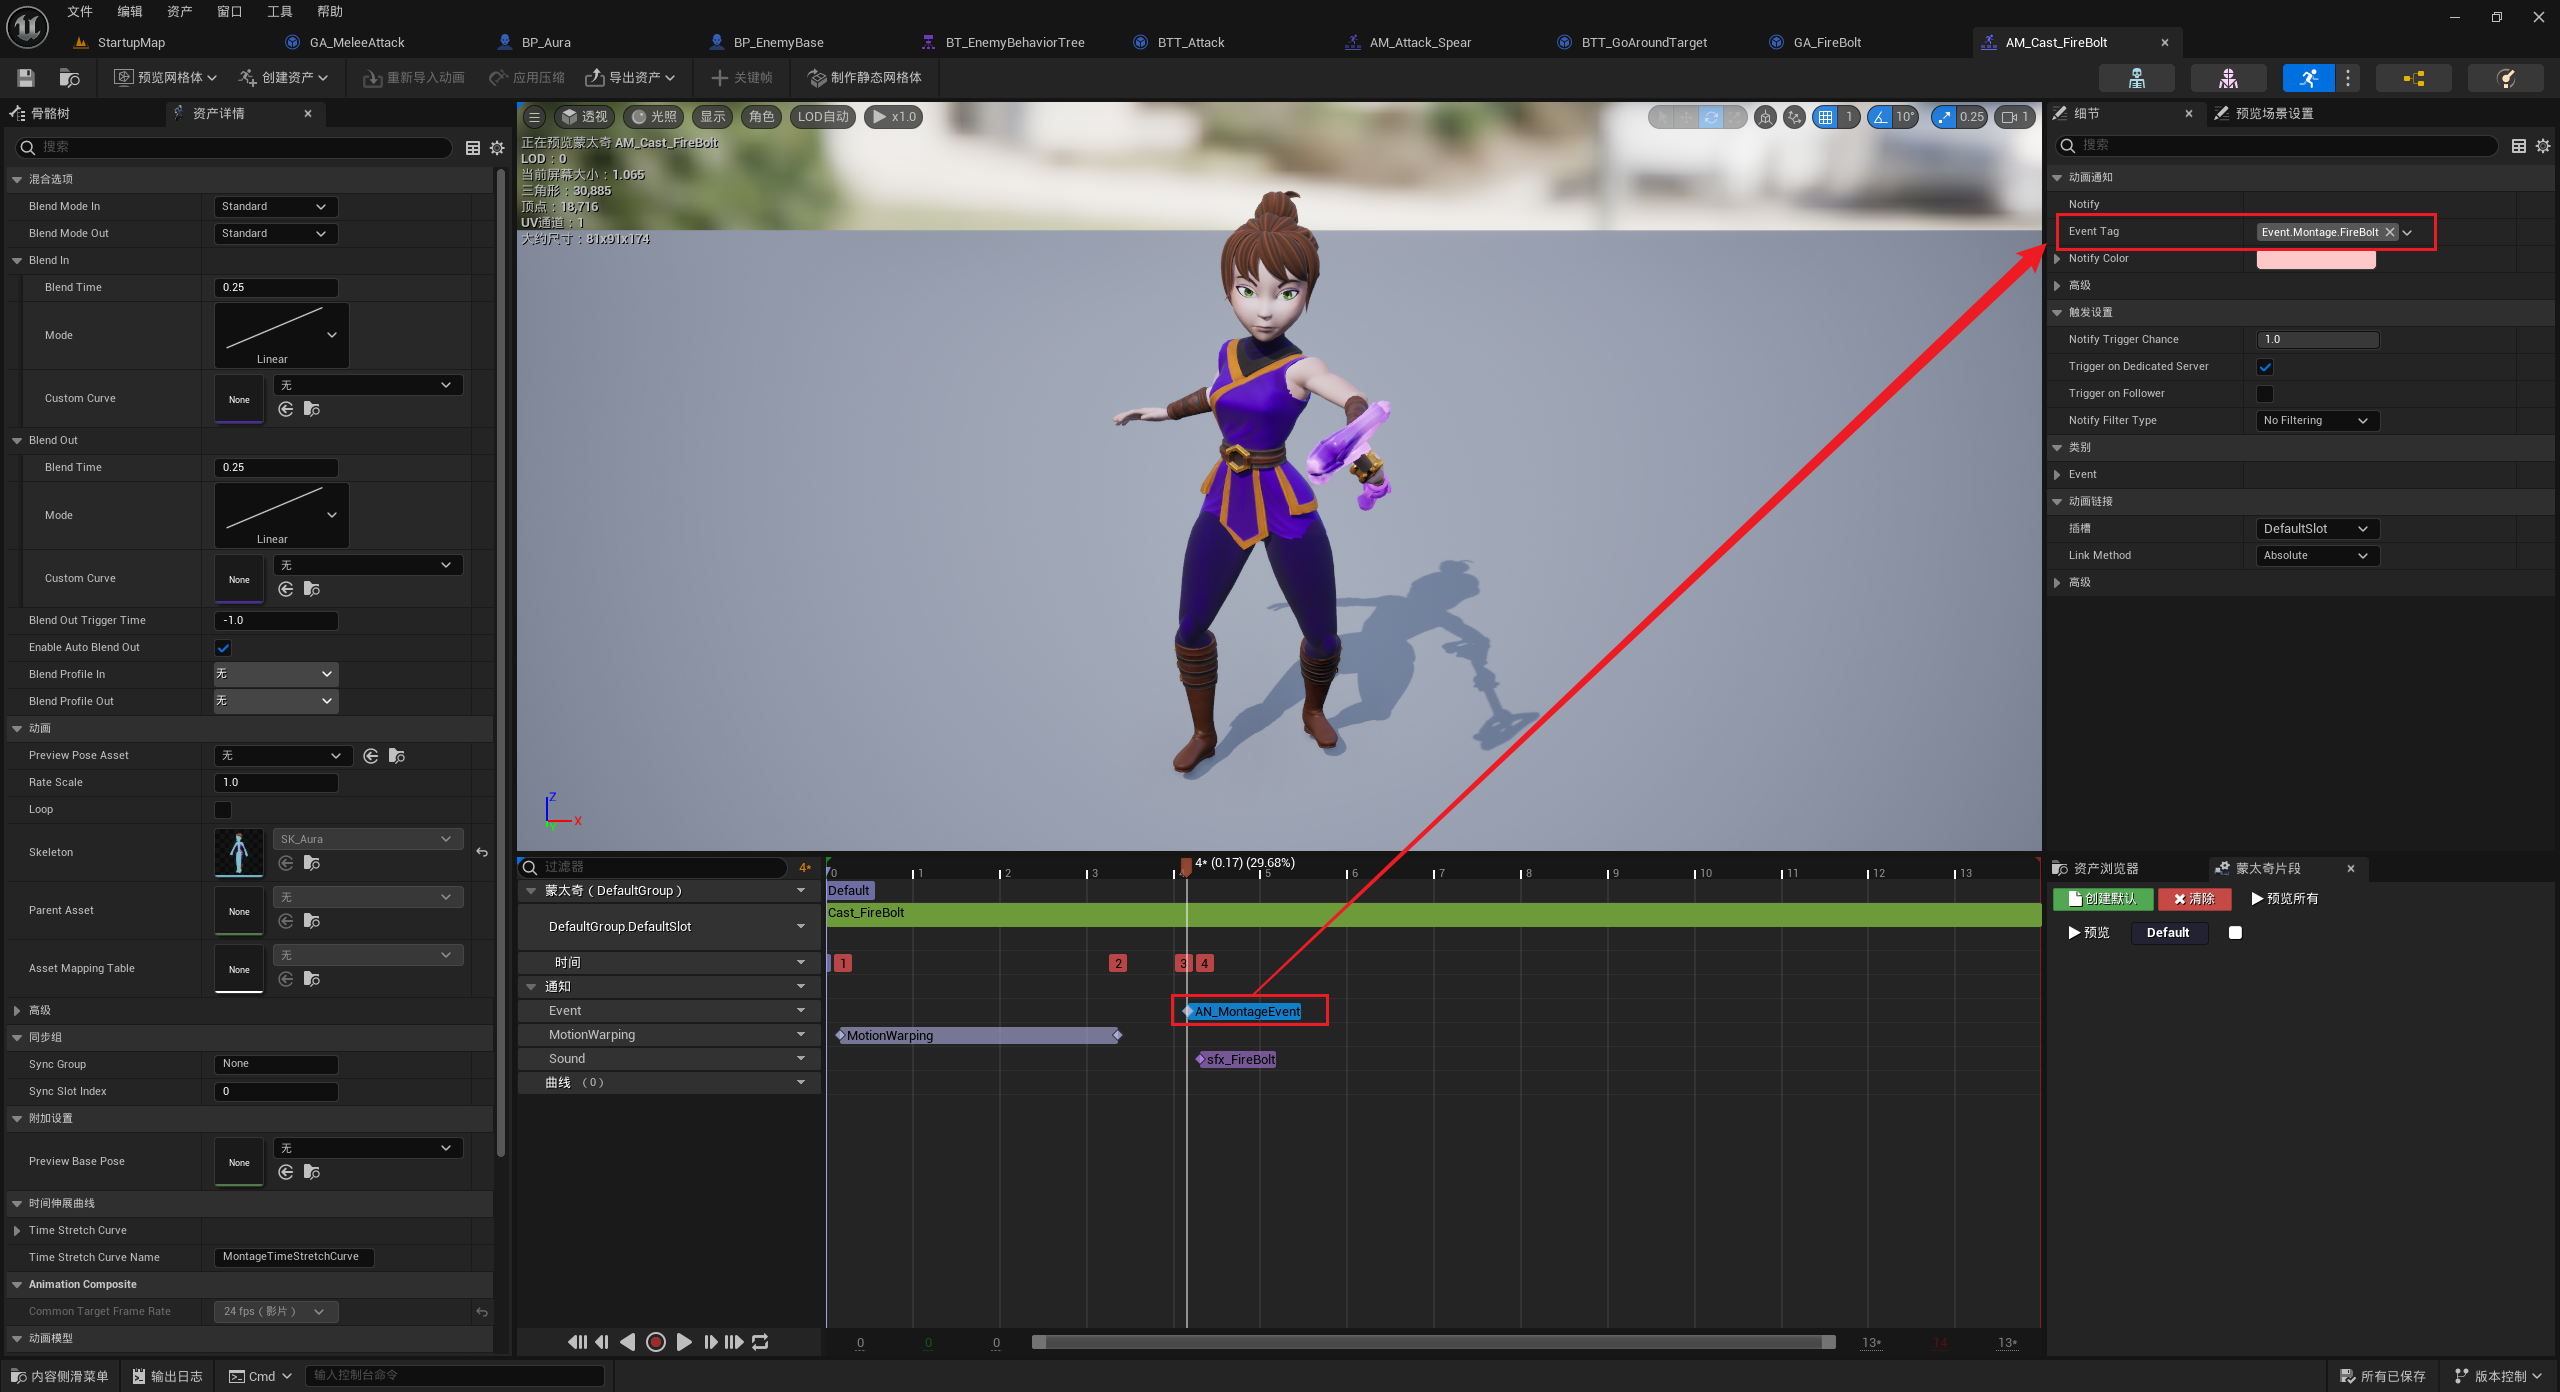 文件 编辑 资产 窗口 工具 帮助
StartupMap GA_MeleeAttack BP_Aura BP_EnemyBase BT_EnemyBehaviorTree BTT_Attack AM_Attack_Spear BTT_GoAroundTarget GA_FireBolt AM_Cast_FireBolt
预览网格体 创建资产 重新导入动画 应用压缩 导出资产 关键帧 制作静态网格体
骨骼树 资产详情
搜索
混合选项
Blend Mode In Standard
Blend Mode Out Standard
Blend In
Blend Time 0.25
Mode
Linear
Custom Curve None 无
Blend Out
Blend Time 0.25
Mode
Linear
Custom Curve None 无
Blend Out Trigger Time -1.0
Enable Auto Blend Out
Blend Profile In 无
Blend Profile Out 无
动画
Preview Pose Asset 无
Rate Scale 1.0
Loop
Skeleton SK_Aura
Parent Asset None 无
Asset Mapping Table None 无
高级
同步组
Sync Group None
Sync Slot Index 0
附加设置
Preview Base Pose None 无
时间伸展曲线
Time Stretch Curve
Time Stretch Curve Name MontageTimeStretchCurve
Animation Composite
Common Target Frame Rate 24 fps（影片）
动画模型
透视 光照 显示 角色 LOD自动 x1.0 1 10° 0.25 1
正在预览蒙太奇 AM_Cast_FireBolt
LOD：0
当前屏幕大小：1.065
三角形：30,885
顶点：18,716
UV通道：1
大约尺寸：81x91x174
Z
X
Y
过滤器 4*
4* (0.17) (29.68%)
0 1 2 3 4 5 6 7 8 9 10 11 12 13
蒙太奇（DefaultGroup） Default
Cast_FireBolt
DefaultGroup.DefaultSlot
时间 1 2 3 4
通知
Event AN_MontageEvent
MotionWarping MotionWarping
Sound sfx_FireBolt
曲线 （0）
0 0 0 13* 14 13*
细节 预览场景设置
搜索
动画通知
Notify
Event Tag Event.Montage.FireBolt
Notify Color
高级
触发设置
Notify Trigger Chance 1.0
Trigger on Dedicated Server
Trigger on Follower
Notify Filter Type No Filtering
类别
Event
动画链接
插槽 DefaultSlot
Link Method Absolute
高级
资产浏览器 蒙太奇片段
创建默认 清除 预览所有
预览 Default
内容侧滑菜单 输出日志 Cmd 输入控制台命令 所有已保存 版本控制